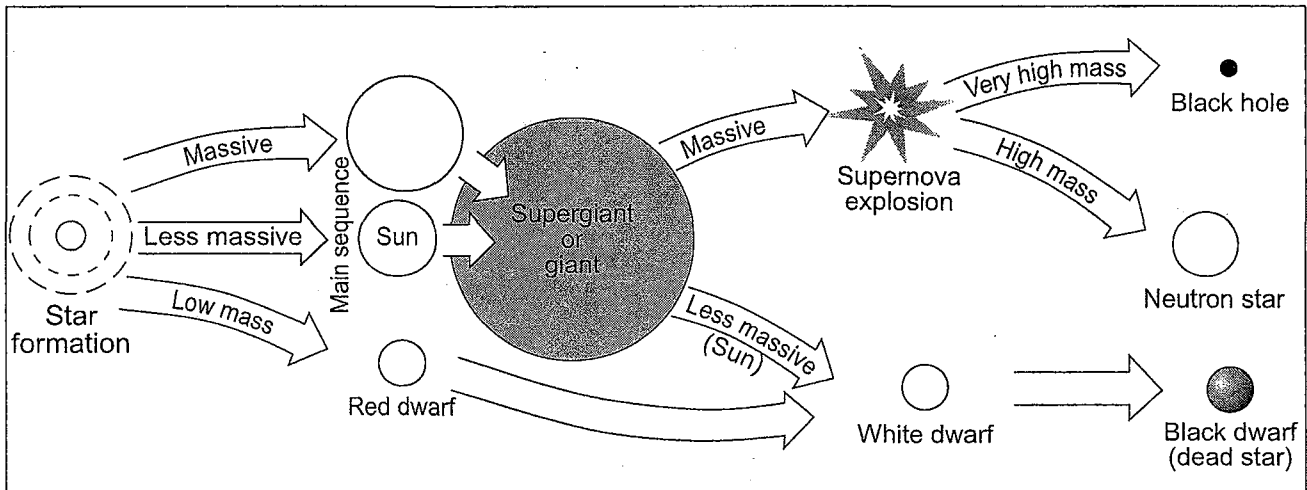 Massive
Less massive
Low mass
Star
formation
Main sequence
Sun
Red dwarf
Supergiant
or
giant
Massive
Less massive
(Sun)
Supernova
explosion
White dwarf
Very high mass
High mass
Black hole
Neutron star
Black dwarf
(dead star)